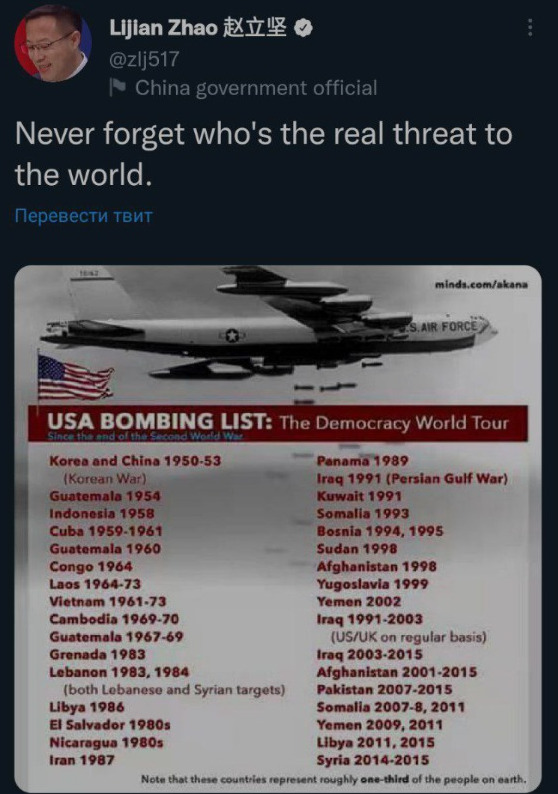 Lijian Zhao 赵立坚
@zlj517
China government official
Never forget who's the real threat to
the world.
Перевести твит
minds.com/akana
U.S. AIR FORCE
USA BOMBING LIST: The Democracy World Tour
Since the end of the Second World War
Korea and China 1950-53
(Korean War)
Guatemala 1954
Indonesia 1958
Cuba 1959-1961
Guatemala 1960
Congo 1964
Laos 1964-73
Vietnam 1961-73
Cambodia 1969-70
Guatemala 1967-69
Grenada 1983
Lebanon 1983, 1984
(both Lebanese and Syrian targets)
Libya 1986
El Salvador 1980s
Nicaragua 1980s
Iran 1987
Panama 1989
Iraq 1991 (Persian Gulf War)
Kuwait 1991
Somalia 1993
Bosnia 1994, 1995
Sudan 1998
Afghanistan 1998
Yugoslavia 1999
Yemen 2002
Iraq 1991-2003
(US/UK on regular basis)
Iraq 2003-2015
Afghanistan 2001-2015
Pakistan 2007-2015
Somalia 2007-8, 2011
Yemen 2009, 2011
Libya 2011, 2015
Syria 2014-2015
Note that these countries represent roughly one-third of the people on earth.